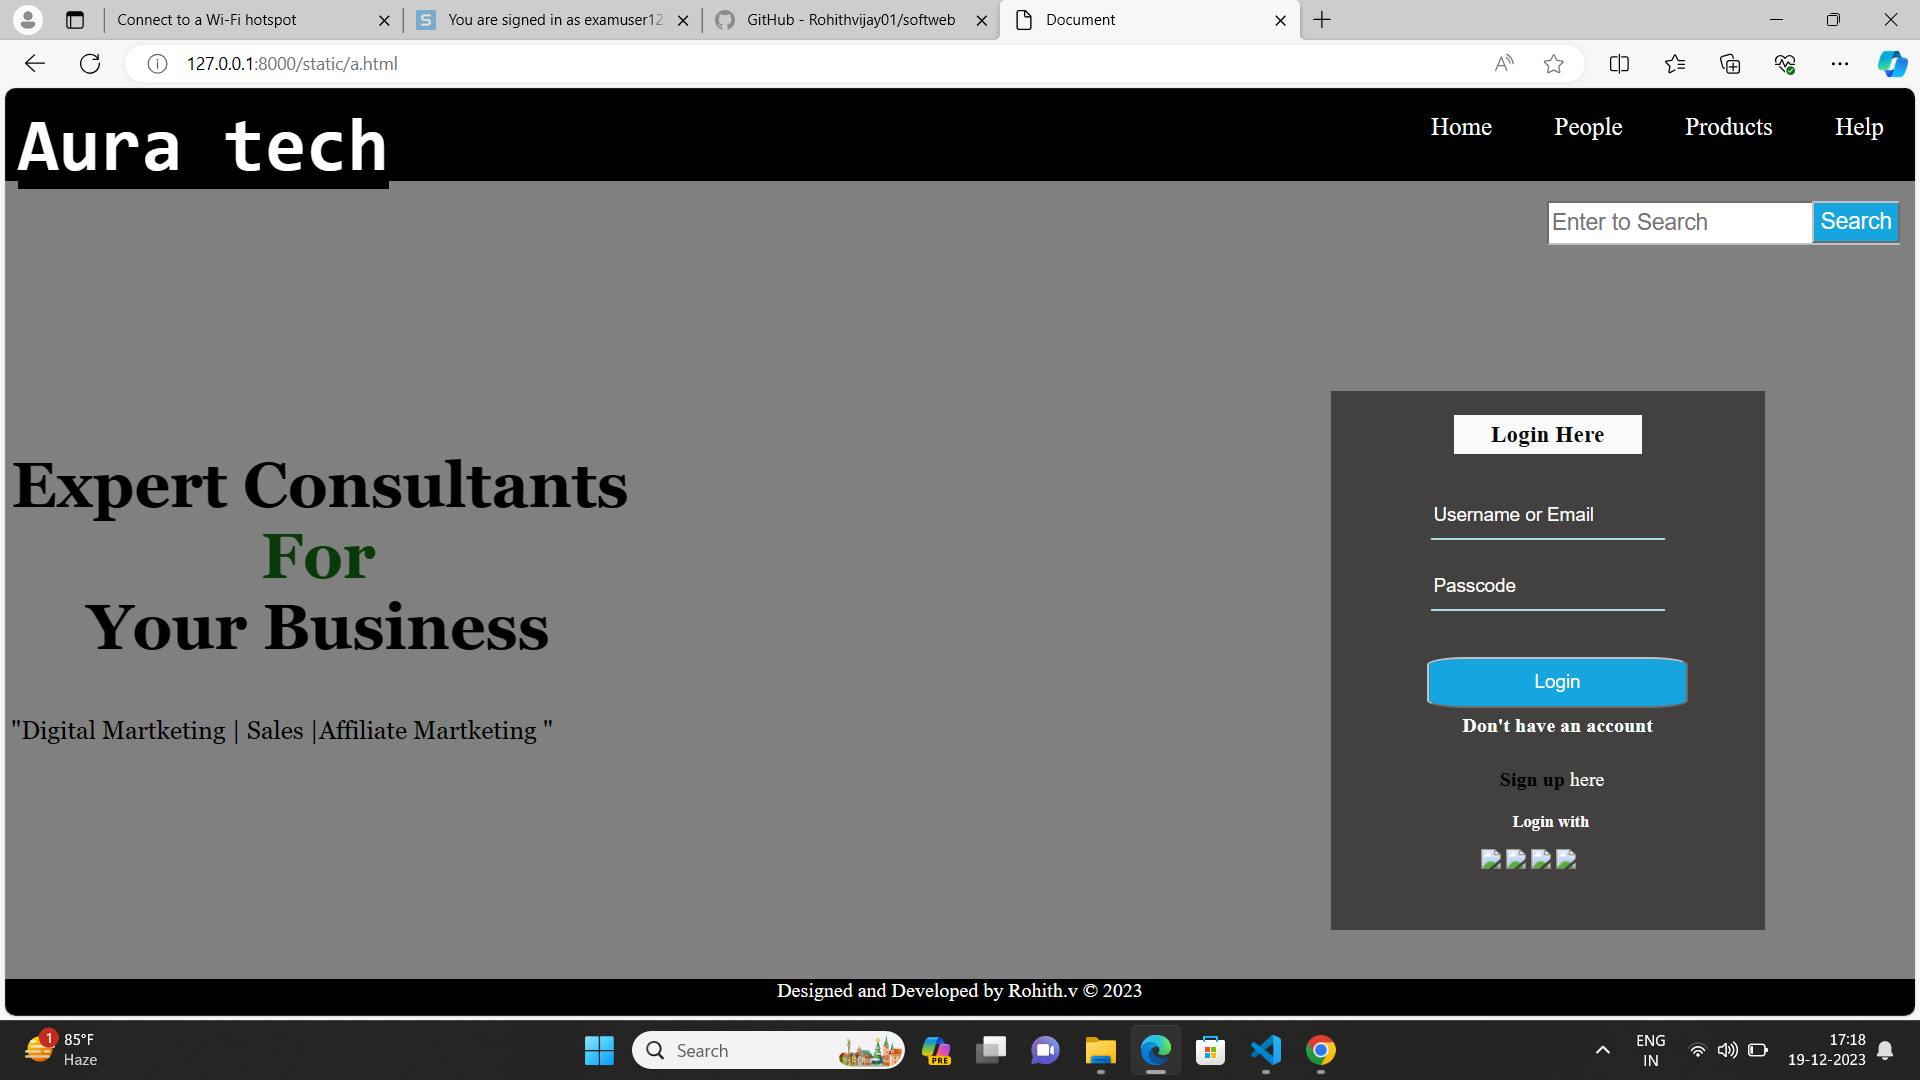 Connect to a Wi-Fi hotspot
You are signed in as examuser12
GitHub - Rohithvijay01/softweb
Document
127.0.0.1:8000/static/a.html
Aura tech
Home People Products Help
Enter to Search Search
Expert Consultants
For
Your Business
"Digital Martketing | Sales |Affiliate Martketing "
Login Here
Username or Email
Passcode
Login
Don't have an account
Sign up here
Login with
Designed and Developed by Rohith.v © 2023
1
85°F
Haze
Search
PRE
ENG
IN
17:18
19-12-2023